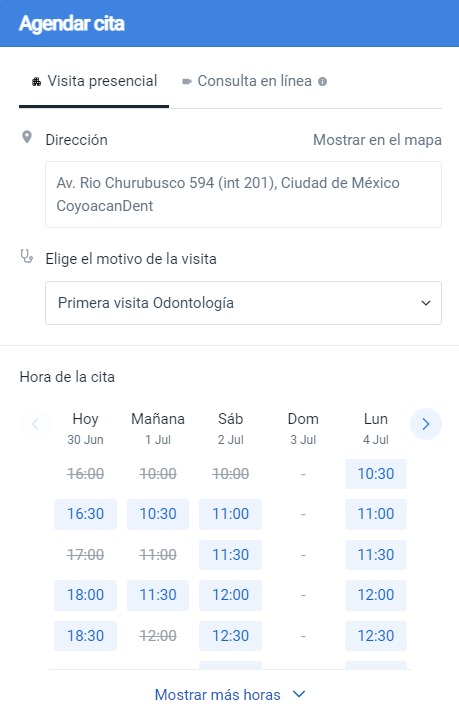 Agendar cita
Visita presencial Consulta en línea
Dirección Mostrar en el mapa
Av. Rio Churubusco 594 (int 201), Ciudad de México
CoyoacanDent
Elige el motivo de la visita
Primera visita Odontología
Hora de la cita
Hoy Mañana Sáb Dom Lun
30 Jun 1 Jul 2 Jul 3 Jul 4 Jul
16:00 10:00 10:00 - 10:30
16:30 10:30 11:00 - 11:00
17:00 11:00 11:30 - 11:30
18:00 11:30 12:00 - 12:00
18:30 12:00 12:30 - 12:30
Mostrar más horas